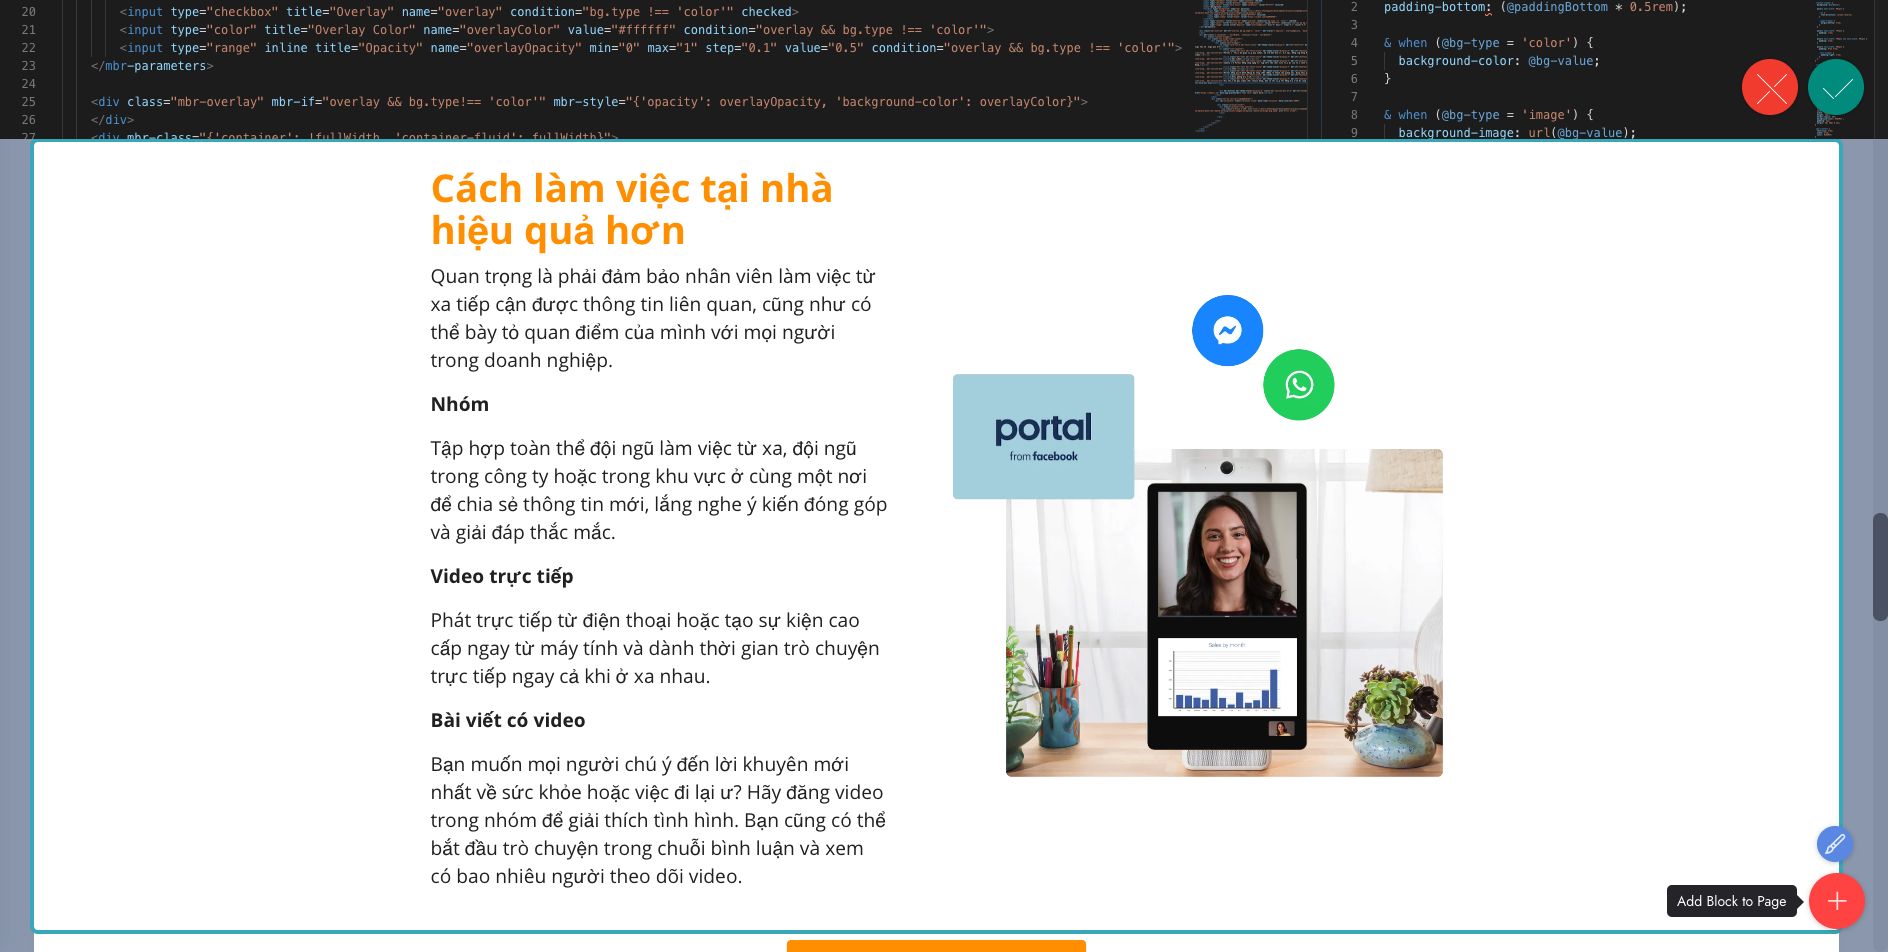 20 <input type="checkbox" title="Overlay" name="overlay" condition="bg.type !== 'color'" checked>
21 <input type="color" title="Overlay Color" name="overlayColor" value="#ffffff" condition="overlay && bg.type !== 'color'">
22 <input type="range" inline title="Opacity" name="overlayOpacity" min="0" max="1" step="0.1" value="0.5" condition="overlay && bg.type !== 'color'">
23 </mbr-parameters>
24
25 <div class="mbr-overlay" mbr-if="overlay && bg.type!== 'color'" mbr-style="{'opacity': overlayOpacity, 'background-color': overlayColor}">
26 </div>
27 <div mbr-class="{'container': !fullWidth, 'container-fluid': fullWidth}">
2 padding-bottom: (@paddingBottom * 0.5rem);
3
4 & when (@bg-type = 'color') {
5 background-color: @bg-value;
6 }
7
8 & when (@bg-type = 'image') {
9 background-image: url(@bg-value);
Cách làm việc tại nhà
hiệu quả hơn
Quan trọng là phải đảm bảo nhân viên làm việc từ
xa tiếp cận được thông tin liên quan, cũng như có
thể bày tỏ quan điểm của mình với mọi người
trong doanh nghiệp.
Nhóm
Tập hợp toàn thể đội ngũ làm việc từ xa, đội ngũ
trong công ty hoặc trong khu vực ở cùng một nơi
để chia sẻ thông tin mới, lắng nghe ý kiến đóng góp
và giải đáp thắc mắc.
Video trực tiếp
Phát trực tiếp từ điện thoại hoặc tạo sự kiện cao
cấp ngay từ máy tính và dành thời gian trò chuyện
trực tiếp ngay cả khi ở xa nhau.
Bài viết có video
Bạn muốn mọi người chú ý đến lời khuyên mới
nhất về sức khỏe hoặc việc đi lại ư? Hãy đăng video
trong nhóm để giải thích tình hình. Bạn cũng có thể
bắt đầu trò chuyện trong chuỗi bình luận và xem
có bao nhiêu người theo dõi video.
portal
from facebook
Sales by month
Add Block to Page